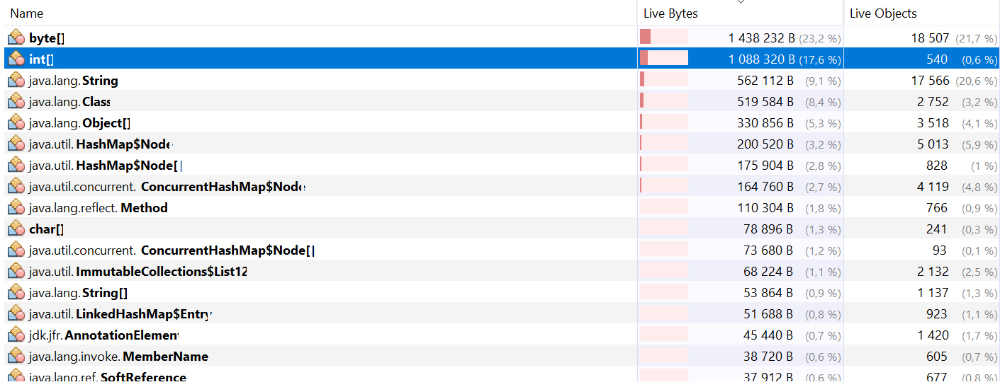 Name Live Bytes Live Objects
byte[] 1 438 232 B (23,2 %) 18 507 (21,7 %)
int[] 1 088 320 B (17,6 %) 540 (0,6 %)
java.lang.String 562 112 B (9,1 %) 17 566 (20,6 %)
java.lang.Class 519 584 B (8,4 %) 2 752 (3,2 %)
java.lang.Object[] 330 856 B (5,3 %) 3 518 (4,1 %)
java.util.HashMap$Node 200 520 B (3,2 %) 5 013 (5,9 %)
java.util.HashMap$Node[] 175 904 B (2,8 %) 828 (1 %)
java.util.concurrent.ConcurrentHashMap$Node 164 760 B (2,7 %) 4 119 (4,8 %)
java.lang.reflect.Method 110 304 B (1,8 %) 766 (0,9 %)
char[] 78 896 B (1,3 %) 241 (0,3 %)
java.util.concurrent.ConcurrentHashMap$Node[] 73 680 B (1,2 %) 93 (0,1 %)
java.util.ImmutableCollections$List12 68 224 B (1,1 %) 2 132 (2,5 %)
java.lang.String[] 53 864 B (0,9 %) 1 137 (1,3 %)
java.util.LinkedHashMap$Entry 51 688 B (0,8 %) 923 (1,1 %)
jdk.jfr.AnnotationElement 45 440 B (0,7 %) 1 420 (1,7 %)
java.lang.invoke.MemberName 38 720 B (0,6 %) 605 (0,7 %)
java.lang.ref.SoftReference 37 912 B (0,6 %) 677 (0,8 %)